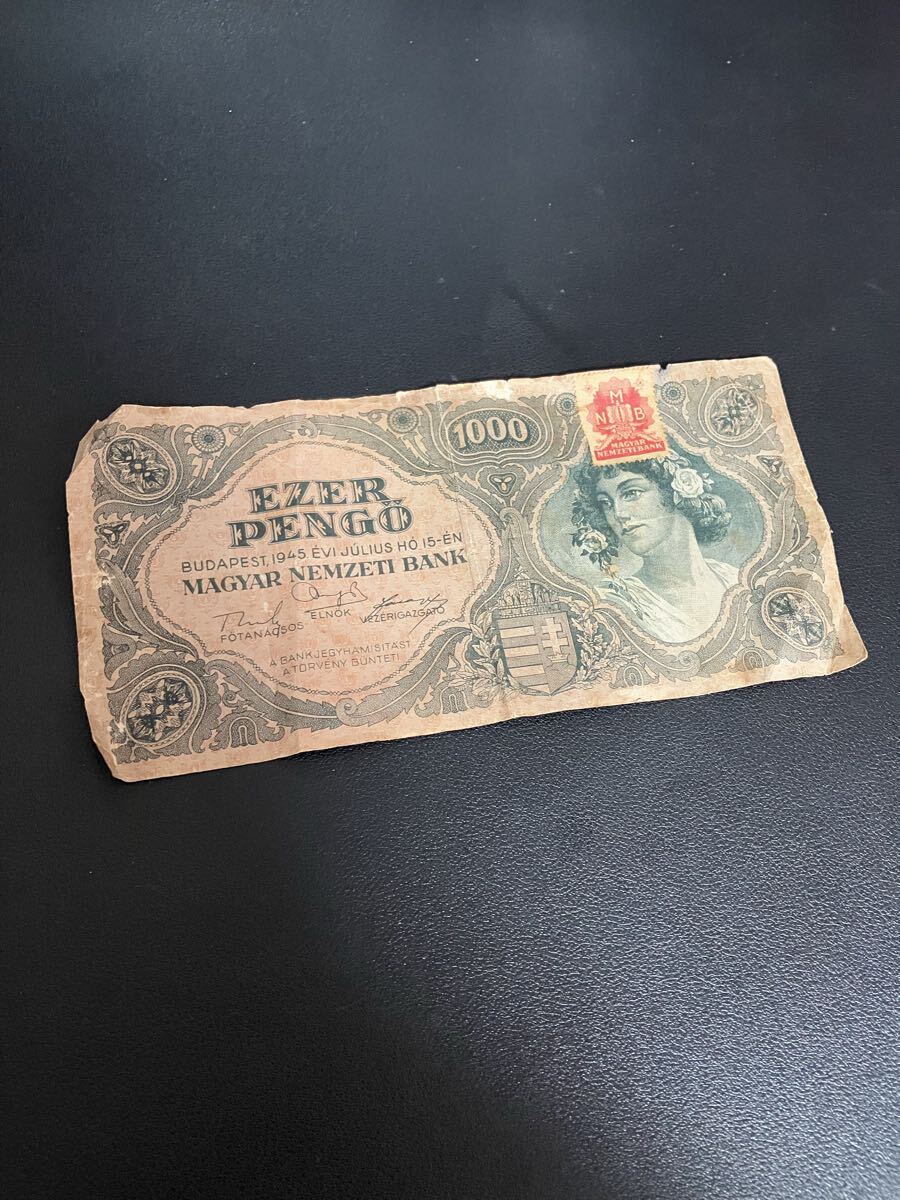 1000
M
N B
MAGYAR
NEMZETI BANK
EZER
PENGŐ
BUDAPEST, 1945. ÉVI JÚLIUS HÓ 15-ÉN
MAGYAR NEMZETI BANK
FŐTANÁCSOS ELNÖK VEZÉRIGAZGATÓ
A BANKJEGYHAMISÍTÁST
A TÖRVÉNY BÜNTETI